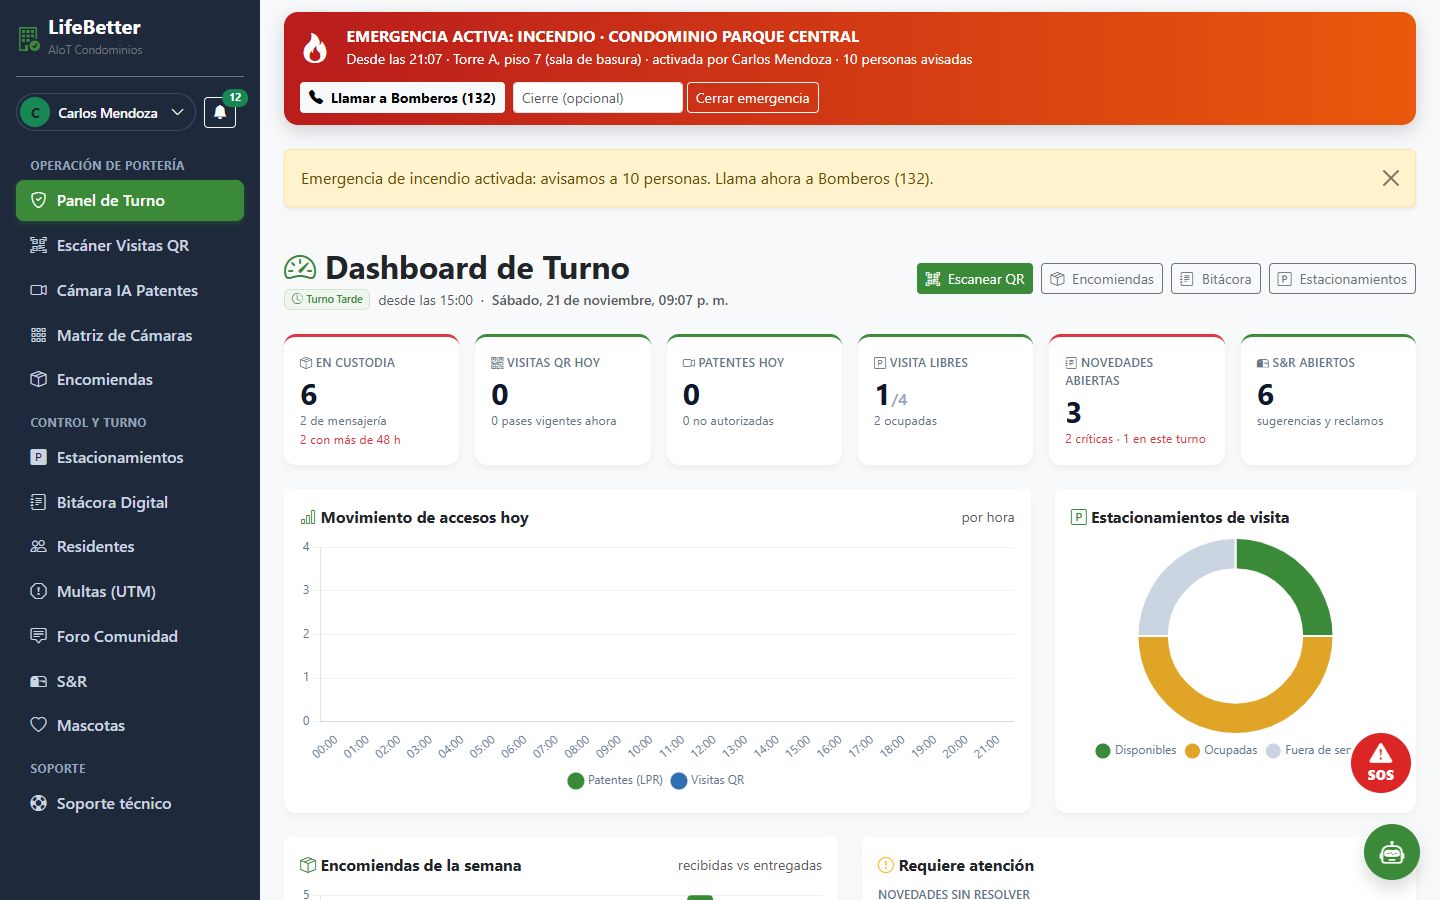 LifeBetter
AIoT Condominios
C
Carlos Mendoza
12
OPERACIÓN DE PORTERÍA
Panel de Turno
Escáner Visitas QR
Cámara IA Patentes
Matriz de Cámaras
Encomiendas
CONTROL Y TURNO
Estacionamientos
Bitácora Digital
Residentes
Multas (UTM)
Foro Comunidad
S&R
Mascotas
SOPORTE
Soporte técnico
EMERGENCIA ACTIVA: INCENDIO · CONDOMINIO PARQUE CENTRAL
Desde las 21:07 · Torre A, piso 7 (sala de basura) · activada por Carlos Mendoza · 10 personas avisadas
Llamar a Bomberos (132)
Cierre (opcional)
Cerrar emergencia
Emergencia de incendio activada: avisamos a 10 personas. Llama ahora a Bomberos (132).
Dashboard de Turno
Turno Tarde desde las 15:00 · Sábado, 21 de noviembre, 09:07 p. m.
Escanear QR
Encomiendas
Bitácora
Estacionamientos
EN CUSTODIA
6
2 de mensajería
2 con más de 48 h
VISITAS QR HOY
0
0 pases vigentes ahora
PATENTES HOY
0
0 no autorizadas
VISITA LIBRES
1/4
2 ocupadas
NOVEDADES
ABIERTAS
3
2 críticas · 1 en este turno
S&R ABIERTOS
6
sugerencias y reclamos
Movimiento de accesos hoy
por hora
4
3
2
1
0
00:00 01:00 02:00 03:00 04:00 05:00 06:00 07:00 08:00 09:00 10:00 11:00 12:00 13:00 14:00 15:00 16:00 17:00 18:00 19:00 20:00 21:00
Patentes (LPR) Visitas QR
Estacionamientos de visita
Disponibles Ocupadas Fuera de ser
SOS
Encomiendas de la semana
recibidas vs entregadas
5
Requiere atención
NOVEDADES SIN RESOLVER